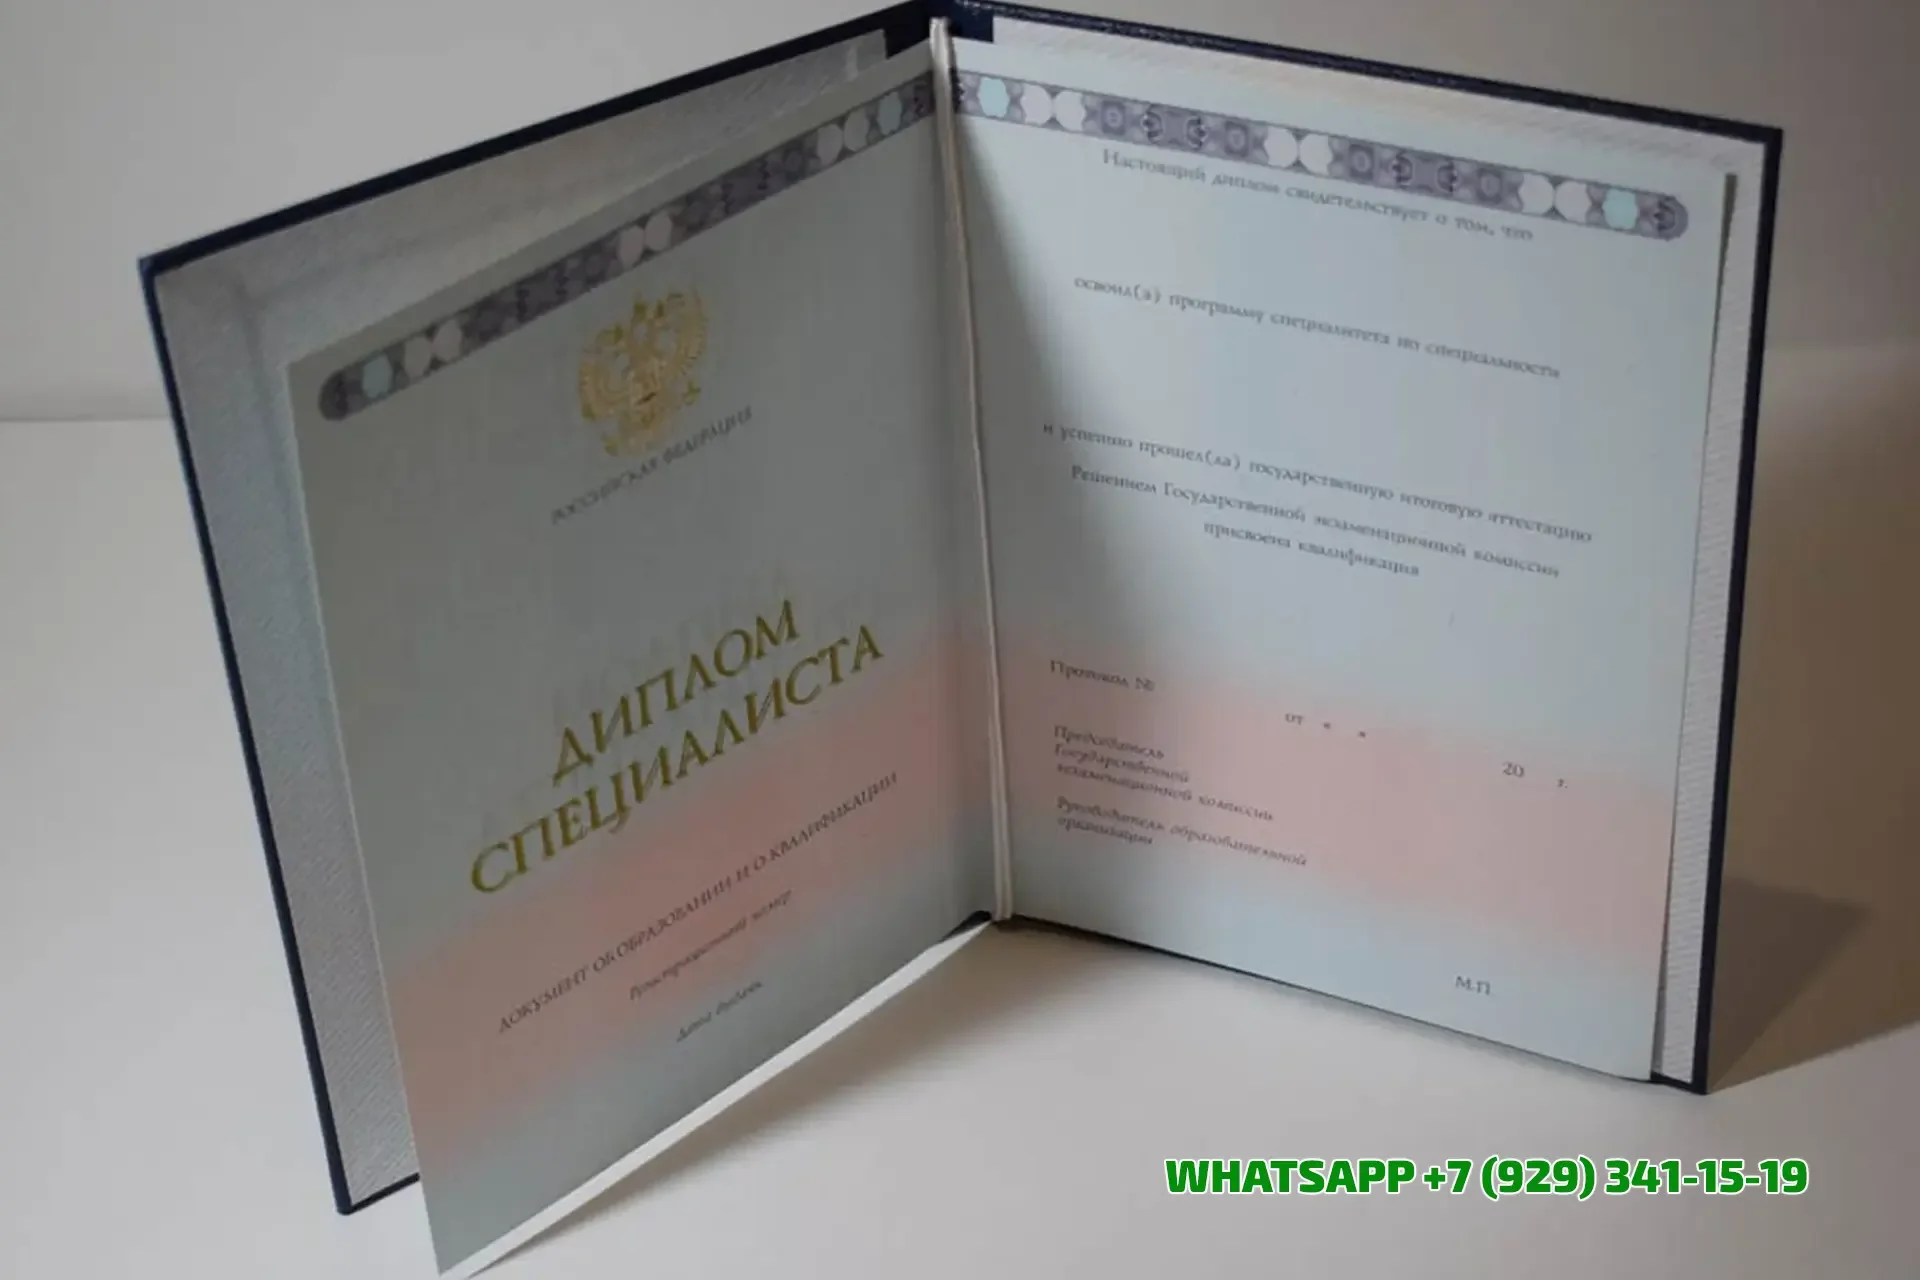 РОССИЙСКАЯ ФЕДЕРАЦИЯ
ДИПЛОМ
СПЕЦИАЛИСТА
ДОКУМЕНТ ОБ ОБРАЗОВАНИИ И О КВАЛИФИКАЦИИ
Регистрационный номер
Дата выдачи
Настоящий диплом свидетельствует о том, что
освоил(а) программу специалитета по специальности
и успешно прошел(ла) государственную итоговую аттестацию
Решением Государственной экзаменационной комиссии
присвоена квалификация
Протокол №
от « » 20 г.
Председатель
Государственной
экзаменационной комиссии
Руководитель образовательной
организации
М.П.
WHATSAPP +7 (929) 341-15-19